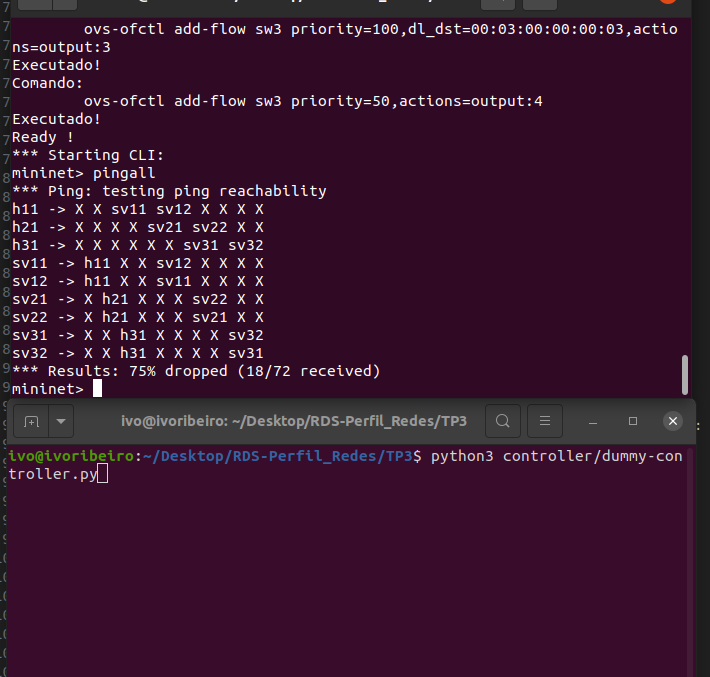 ovs-ofctl add-flow sw3 priority=100,dl_dst=00:03:00:00:00:03,actio
ns=output:3
Executado!
Comando:
ovs-ofctl add-flow sw3 priority=50,actions=output:4
Executado!
Ready !
*** Starting CLI:
mininet> pingall
*** Ping: testing ping reachability
h11 -> X X sv11 sv12 X X X X
h21 -> X X X X sv21 sv22 X X
h31 -> X X X X X X sv31 sv32
sv11 -> h11 X X sv12 X X X X
sv12 -> h11 X X sv11 X X X X
sv21 -> X h21 X X X sv22 X X
sv22 -> X h21 X X X sv21 X X
sv31 -> X X h31 X X X X sv32
sv32 -> X X h31 X X X X sv31
*** Results: 75% dropped (18/72 received)
mininet>
ivo@ivoribeiro: ~/Desktop/RDS-Perfil_Redes/TP3
ivo@ivoribeiro:~/Desktop/RDS-Perfil_Redes/TP3$ python3 controller/dummy-con
troller.py